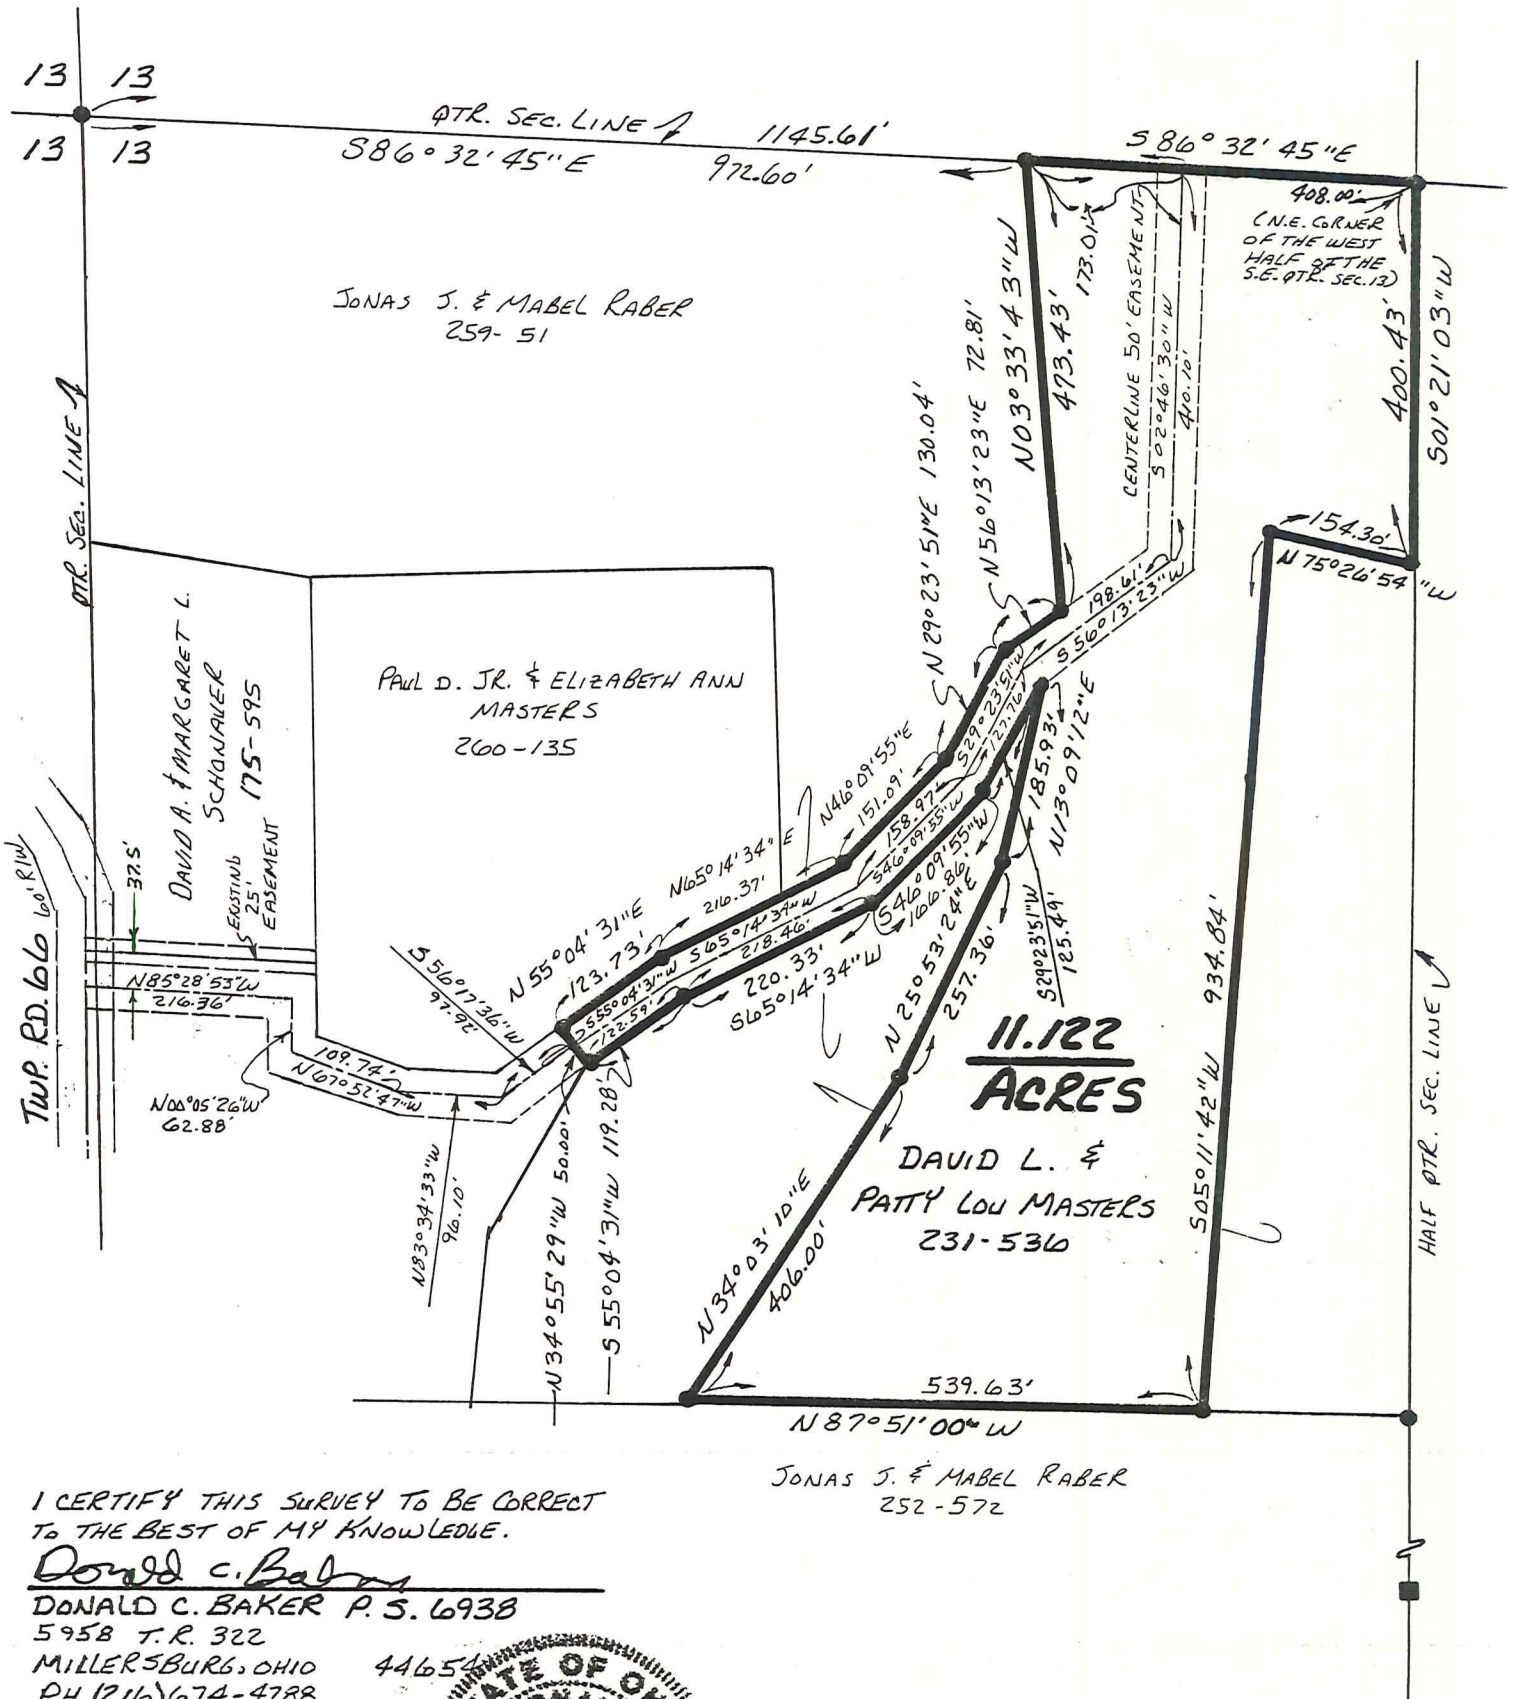 13 13
13 13
QTR. SEC. LINE
1145.61'
S86°32'45"E
972.60'
S86°32'45"E
408.00'
(N.E. CORNER
OF THE WEST
HALF OF THE
S.E. QTR. SEC. 13)
173.01'
JONAS J. & MABEL RABER
259-51
N03°33'43"W
473.43'
CENTERLINE 50' EASEMENT
S02°46'30"W
410.10'
400.43'
S01°21'03"W
154.30'
N75°26'54"W
QTR. SEC. LINE
N29°23'51"E 130.04'
N56°13'23"E 72.81'
198.61'
S56°13'23"W
DAVID A. & MARGARET L.
SCHONAUER
175-595
EXISTING
25'
EASEMENT
PAUL D. JR. & ELIZABETH ANN
MASTERS
260-135
TWP. RD. 66 60' R/W
37.5'
N85°28'53"W
216.36'
N00°05'26"W
62.88'
109.74'
N67°52'47"W
N83°34'33"W
96.10'
S56°17'36"W
97.92'
N55°04'31"E
123.73'
S55°04'31"W
122.59'
N65°14'34"E
216.37'
S65°14'34"W
218.46'
220.33'
S65°14'34"W
N46°09'55"E
151.09'
158.97'
S46°09'55"W
S46°09'55"W
166.86'
S29°23'51"W
127.76'
185.93'
N13°09'12"E
S29°23'51"W
125.49'
N25°53'24"E
257.36'
N34°55'29"W 50.00'
S55°04'31"W 119.28'
11.122
ACRES
DAVID L. &
PATTY LOU MASTERS
231-536
N34°03'10"E
406.00'
S05°11'42"W 934.84'
HALF QTR. SEC. LINE
539.63'
N87°51'00"W
JONAS J. & MABEL RABER
252-572
I CERTIFY THIS SURVEY TO BE CORRECT
TO THE BEST OF MY KNOWLEDGE.
Donald C. Baker
DONALD C. BAKER P.S. 6938
5958 T.R. 322
MILLERSBURG, OHIO 44654
PH (216) 674-4788
STATE OF OH